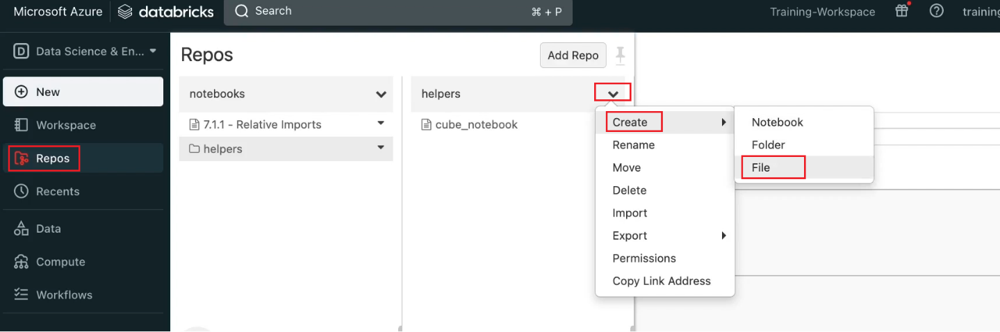 Microsoft Azure databricks Search ⌘ + P Training-Workspace
Data Science & En...
New
Workspace
Repos
Recents
Data
Compute
Workflows
Repos Add Repo
notebooks
7.1.1 - Relative Imports
helpers
helpers
cube_notebook
Create
Rename
Move
Delete
Import
Export
Permissions
Copy Link Address
Notebook
Folder
File